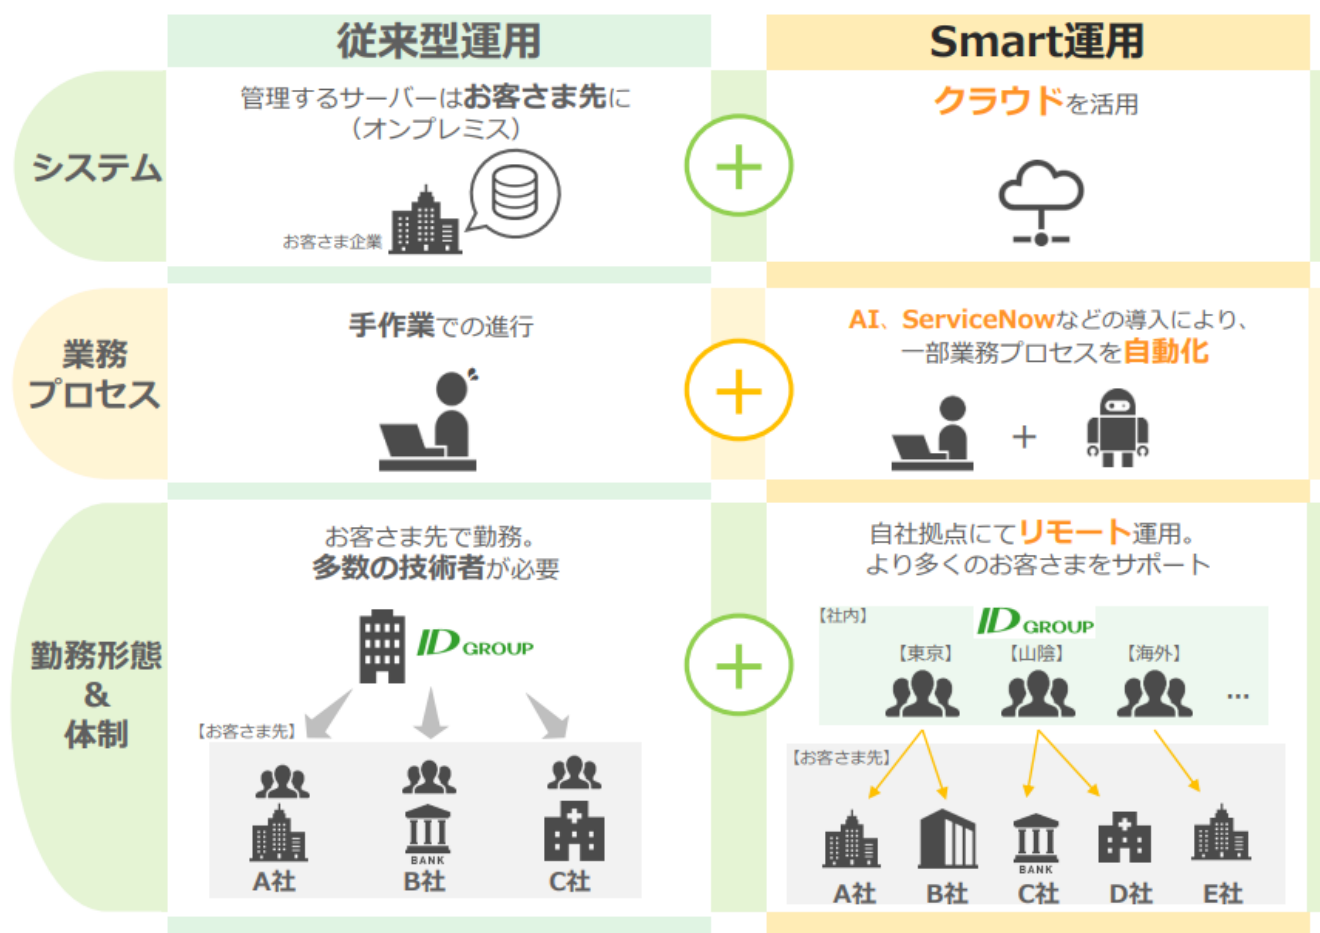 従来型運用
Smart運用
システム
管理するサーバーはお客さま先に
（オンプレミス）
お客さま企業
クラウドを活用
業務
プロセス
手作業での進行
AI、ServiceNowなどの導入により、
一部業務プロセスを自動化
+
勤務形態
&
体制
お客さま先で勤務。
多数の技術者が必要
ID GROUP
【お客さま先】
BANK
A社
B社
C社
自社拠点にてリモート運用。
より多くのお客さまをサポート
【社内】
ID GROUP
【東京】
【山陰】
【海外】
...
【お客さま先】
BANK
A社
B社
C社
D社
E社